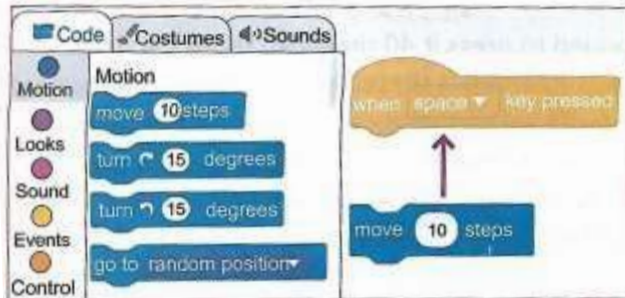 Code Costumes Sounds
Motion
Looks
Sound
Events
Control
Motion
move 10 steps
turn 15 degrees
turn 15 degrees
go to random position
when space key pressed
move 10 steps